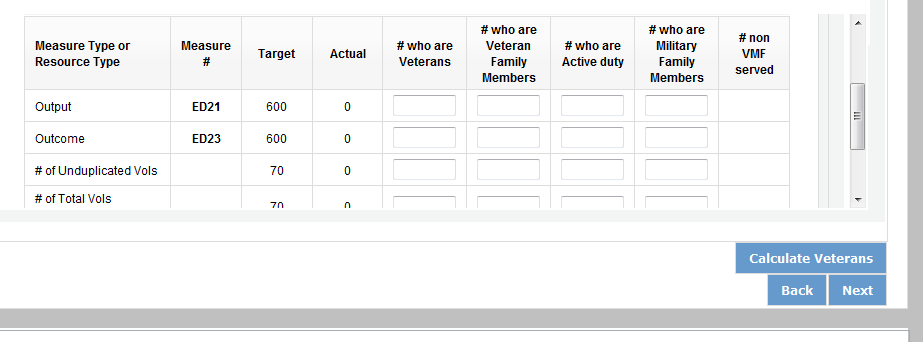 Measure Type or Resource Type | Measure # | Target | Actual | # who are Veterans | # who are Veteran Family Members | # who are Active duty | # who are Military Family Members | # non VMF served
Output ED21 600 0
Outcome ED23 600 0
# of Unduplicated Vols 70 0
# of Total Vols 70 0
Calculate Veterans
Back Next